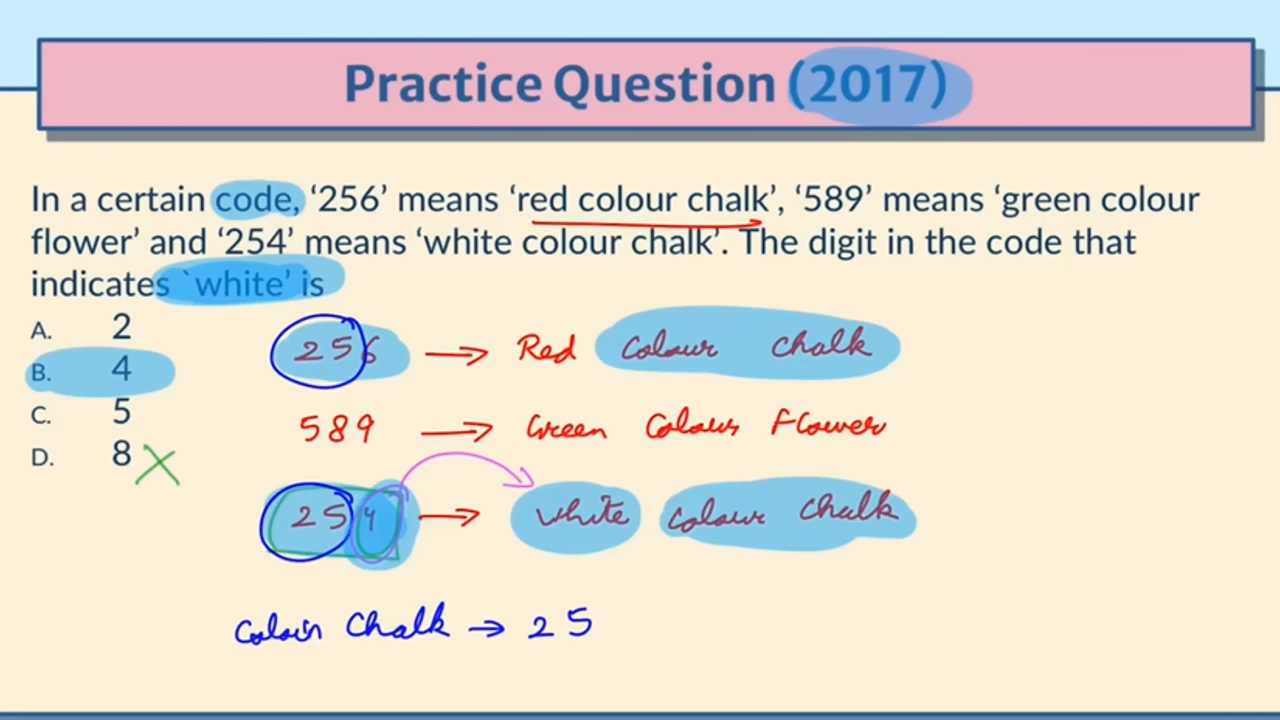 Practice Question (2017)
In a certain code, ‘256’ means ‘red colour chalk’, ‘589’ means ‘green colour
flower’ and ‘254’ means ‘white colour chalk’. The digit in the code that
indicates `white’ is
A. 2
B. 4
C. 5
D. 8
256 → Red Colour Chalk
589 → Green Colour Flower
254 → White Colour Chalk
Colour Chalk → 25